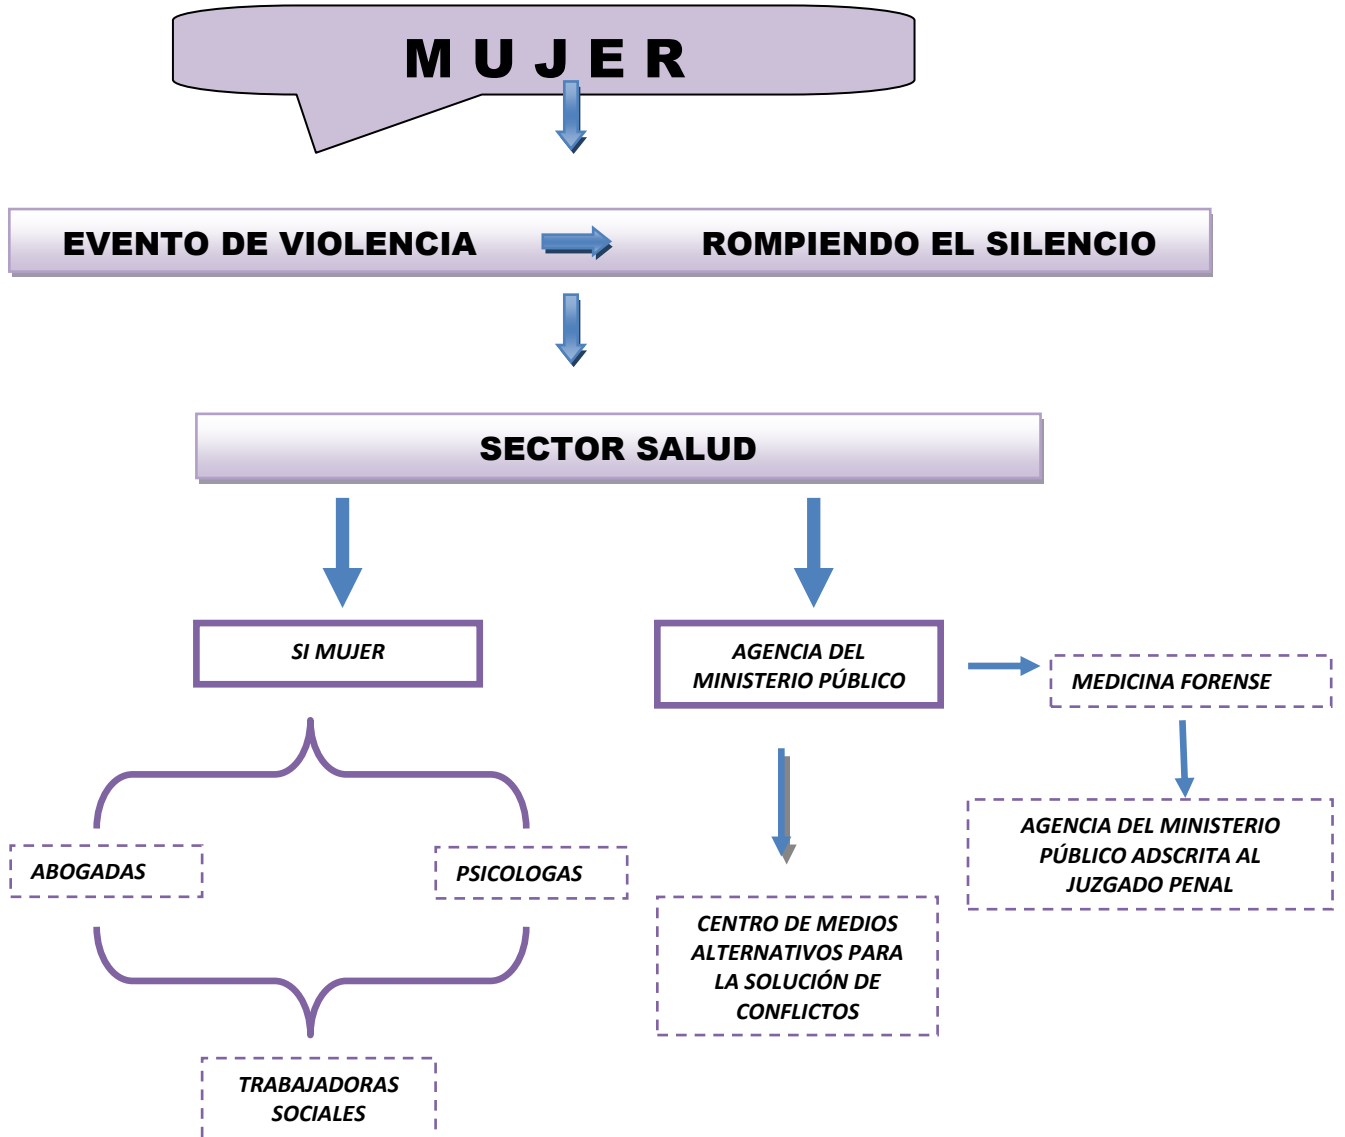 M U J E R
EVENTO DE VIOLENCIA
ROMPIENDO EL SILENCIO
SECTOR SALUD
SI MUJER
AGENCIA DEL
MINISTERIO PÚBLICO
MEDICINA FORENSE
AGENCIA DEL MINISTERIO
PÚBLICO ADSCRITA AL
JUZGADO PENAL
ABOGADAS
PSICOLOGAS
CENTRO DE MEDIOS
ALTERNATIVOS PARA
LA SOLUCIÓN DE
CONFLICTOS
TRABAJADORAS
SOCIALES